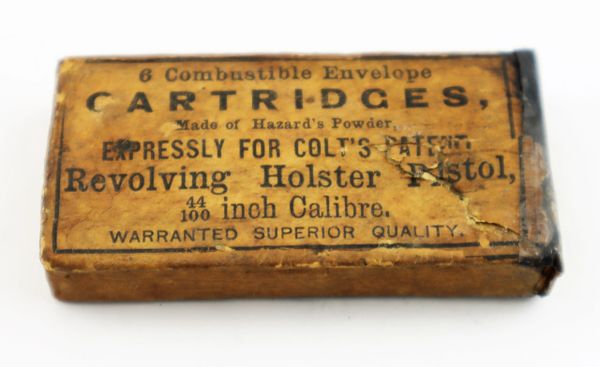 6 Combustible Envelope
CARTRIDGES,
Made of Hazard's Powder,
EXPRESSLY FOR COLT'S PATENT
Revolving Holster Pistol,
44/100 inch Calibre.
WARRANTED SUPERIOR QUALITY.